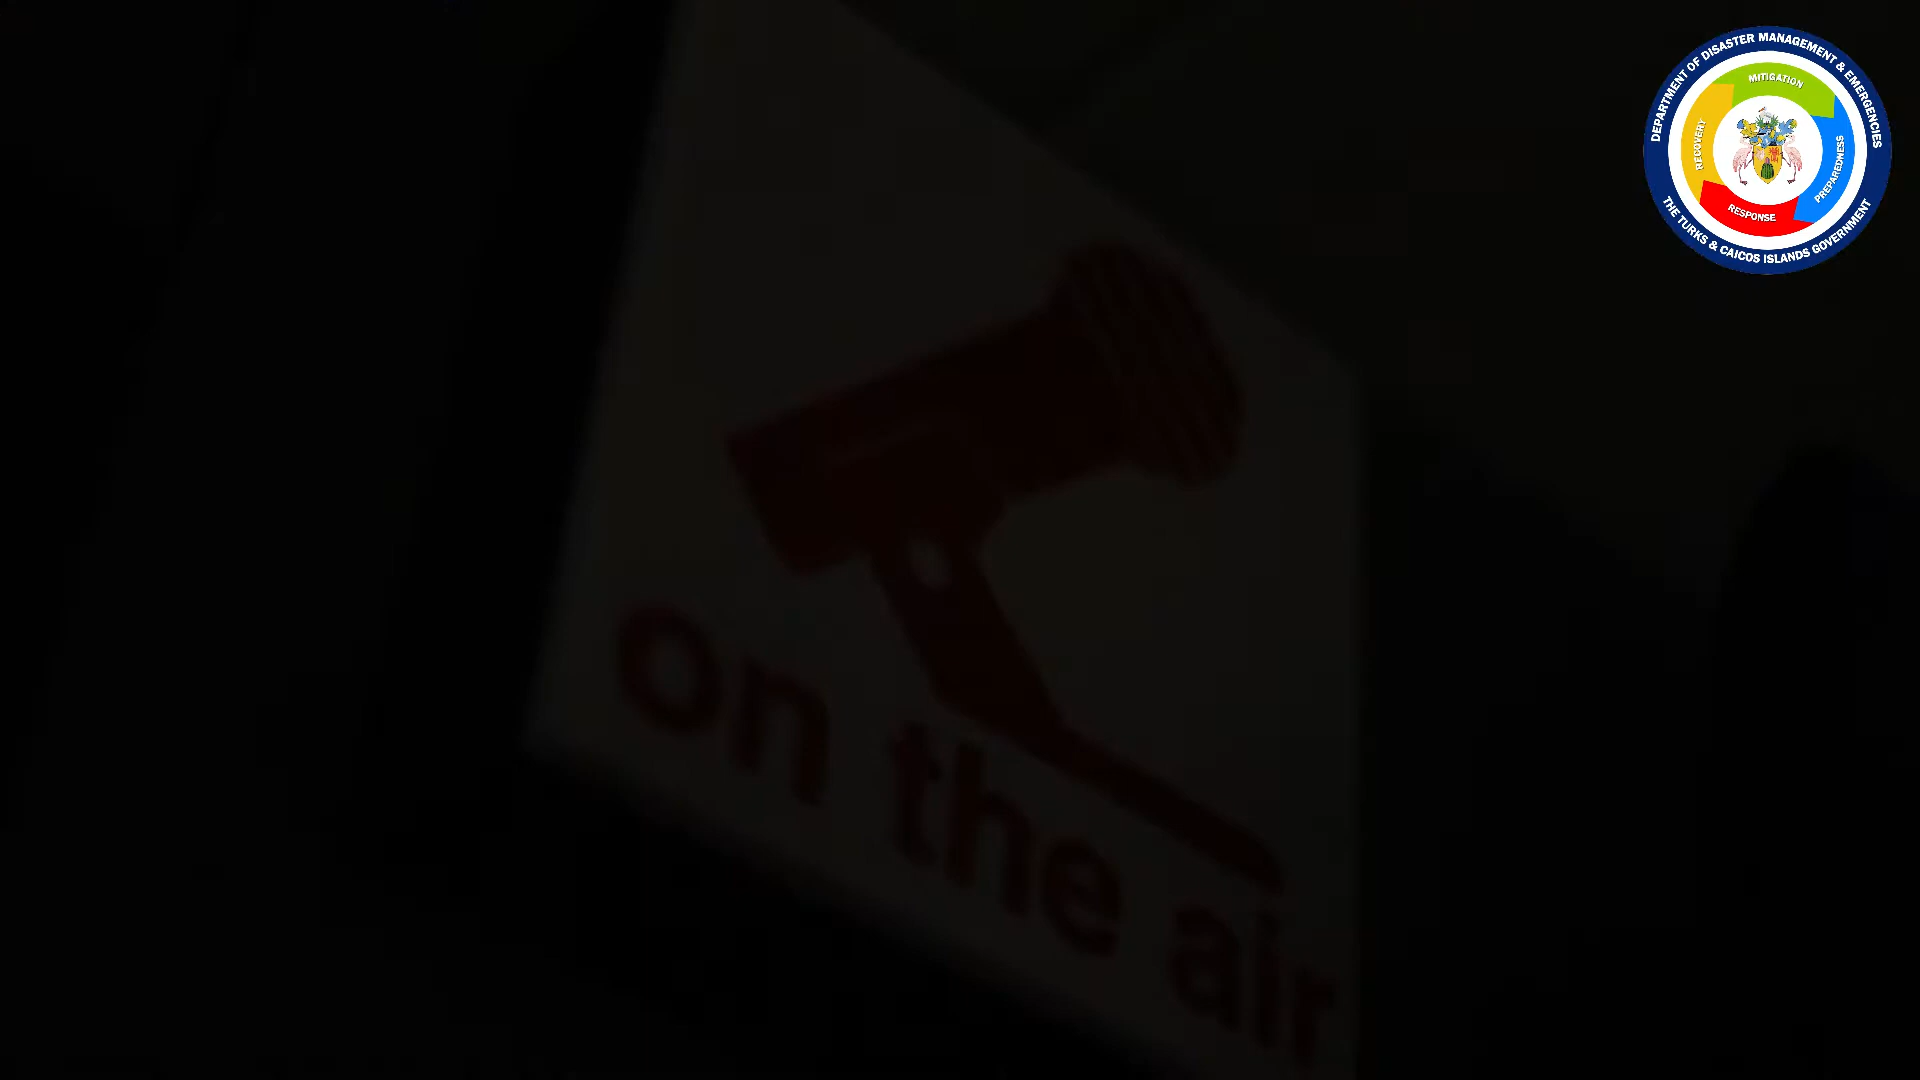 DEPARTMENT OF DISASTER MANAGEMENT & EMERGENCIES
MITIGATION
RECOVERY
PREPAREDNESS
RESPONSE
THE TURKS & CAICOS ISLANDS GOVERNMENT
on the air